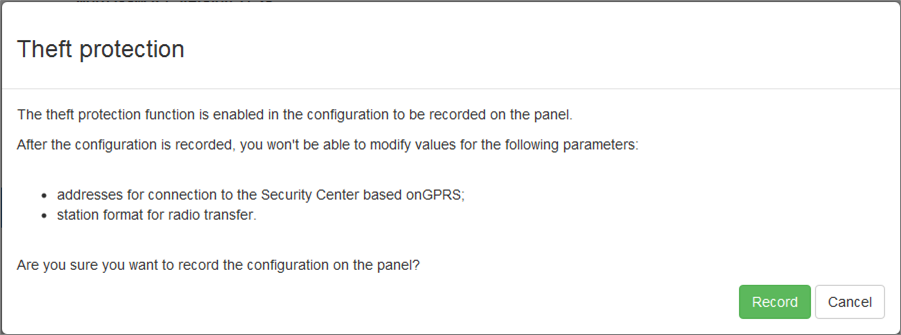 Theft protection
The theft protection function is enabled in the configuration to be recorded on the panel.
After the configuration is recorded, you won't be able to modify values for the following parameters:
• addresses for connection to the Security Center based onGPRS;
• station format for radio transfer.
Are you sure you want to record the configuration on the panel?
Record Cancel